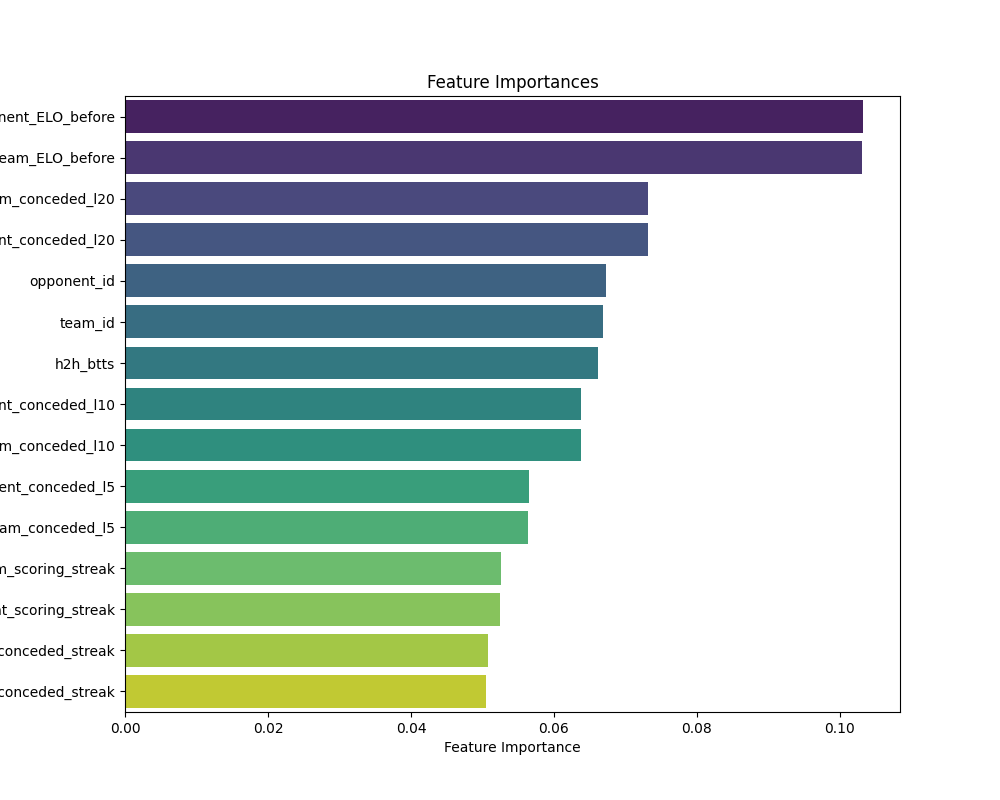 Feature Importances
nent_ELO_before
eam_ELO_before
m_conceded_l20
nt_conceded_l20
opponent_id
team_id
h2h_btts
nt_conceded_l10
m_conceded_l10
ent_conceded_l5
am_conceded_l5
m_scoring_streak
nt_scoring_streak
conceded_streak
conceded_streak
0.00 0.02 0.04 0.06 0.08 0.10
Feature Importance